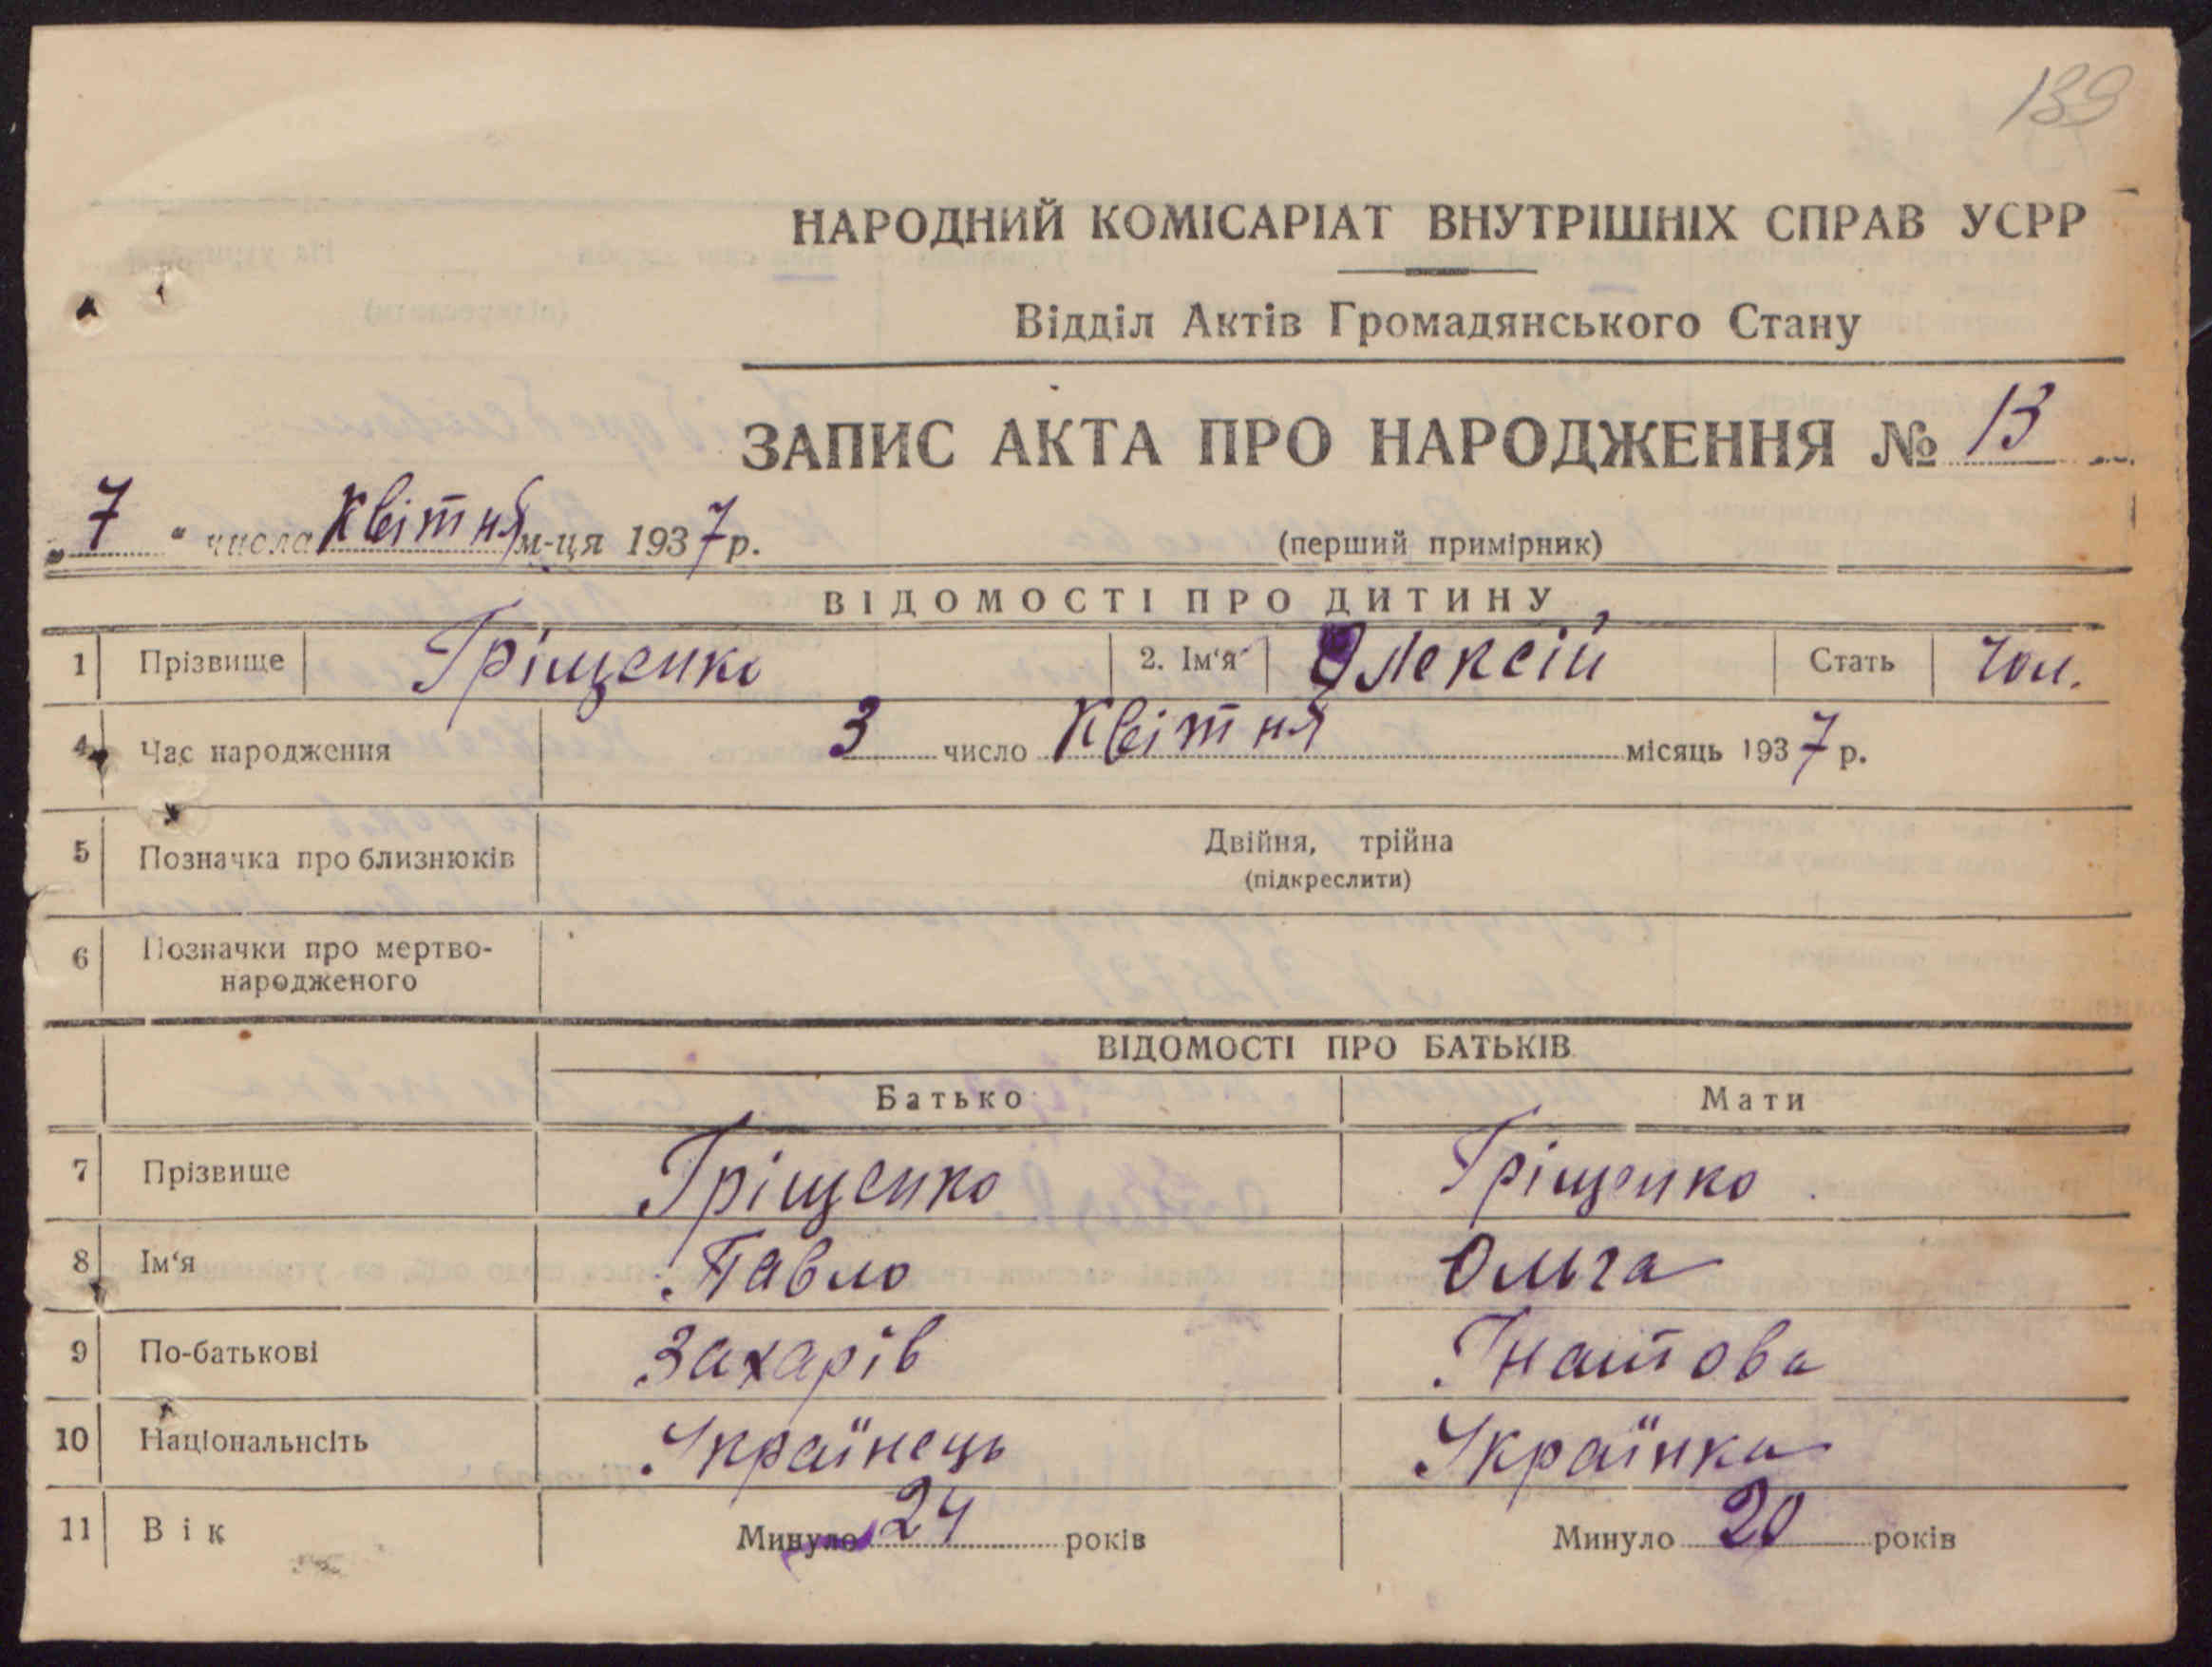 139
НАРОДНИЙ КОМІСАРІАТ ВНУТРІШНІХ СПРАВ УСРР
Відділ Актів Громадянського Стану
ЗАПИС АКТА ПРО НАРОДЖЕННЯ № 13
„ 7 “ числа Квітня м-ця 1937 р. (перший примірник)
ВІДОМОСТІ ПРО ДИТИНУ
1 Прізвище Гріщенко 2. Ім‘я Олексій Стать Чол.
4 Час народження 3 число Квітня місяць 1937 р.
5 Позначка про близнюків Двійня, трійна
(підкреслити)
6 Позначки про мертво-
народженого
ВІДОМОСТІ ПРО БАТЬКІВ
Батько Мати
7 Прізвище Гріщенко Гріщенко
8 Ім‘я Павло Ольга
9 По-батькові Захарів Гнатова
10 Національнсіть Українець Українка
11 Вік Минуло 24 років Минуло 20 років